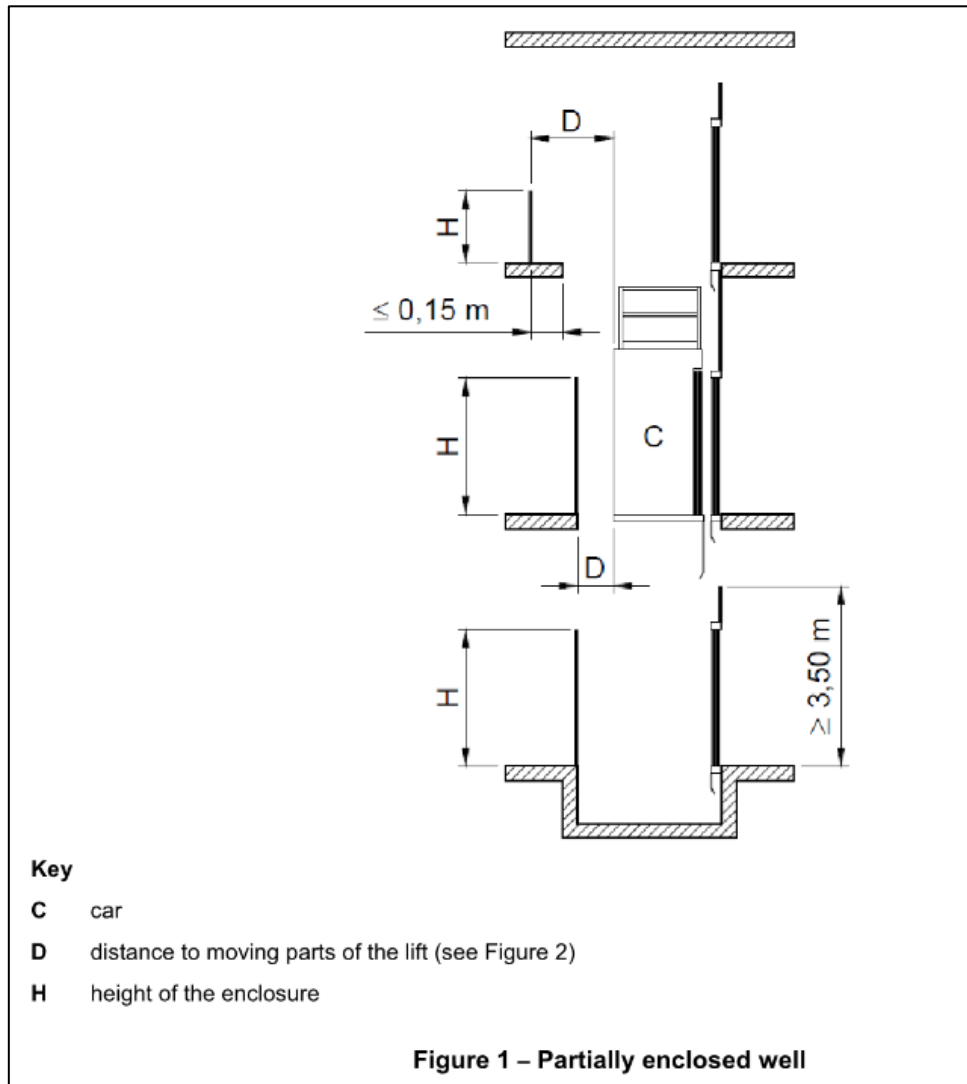 D
H
≤ 0,15 m
H
C
D
H
≥ 3,50 m
Key
C car
D distance to moving parts of the lift (see Figure 2)
H height of the enclosure
Figure 1 – Partially enclosed well